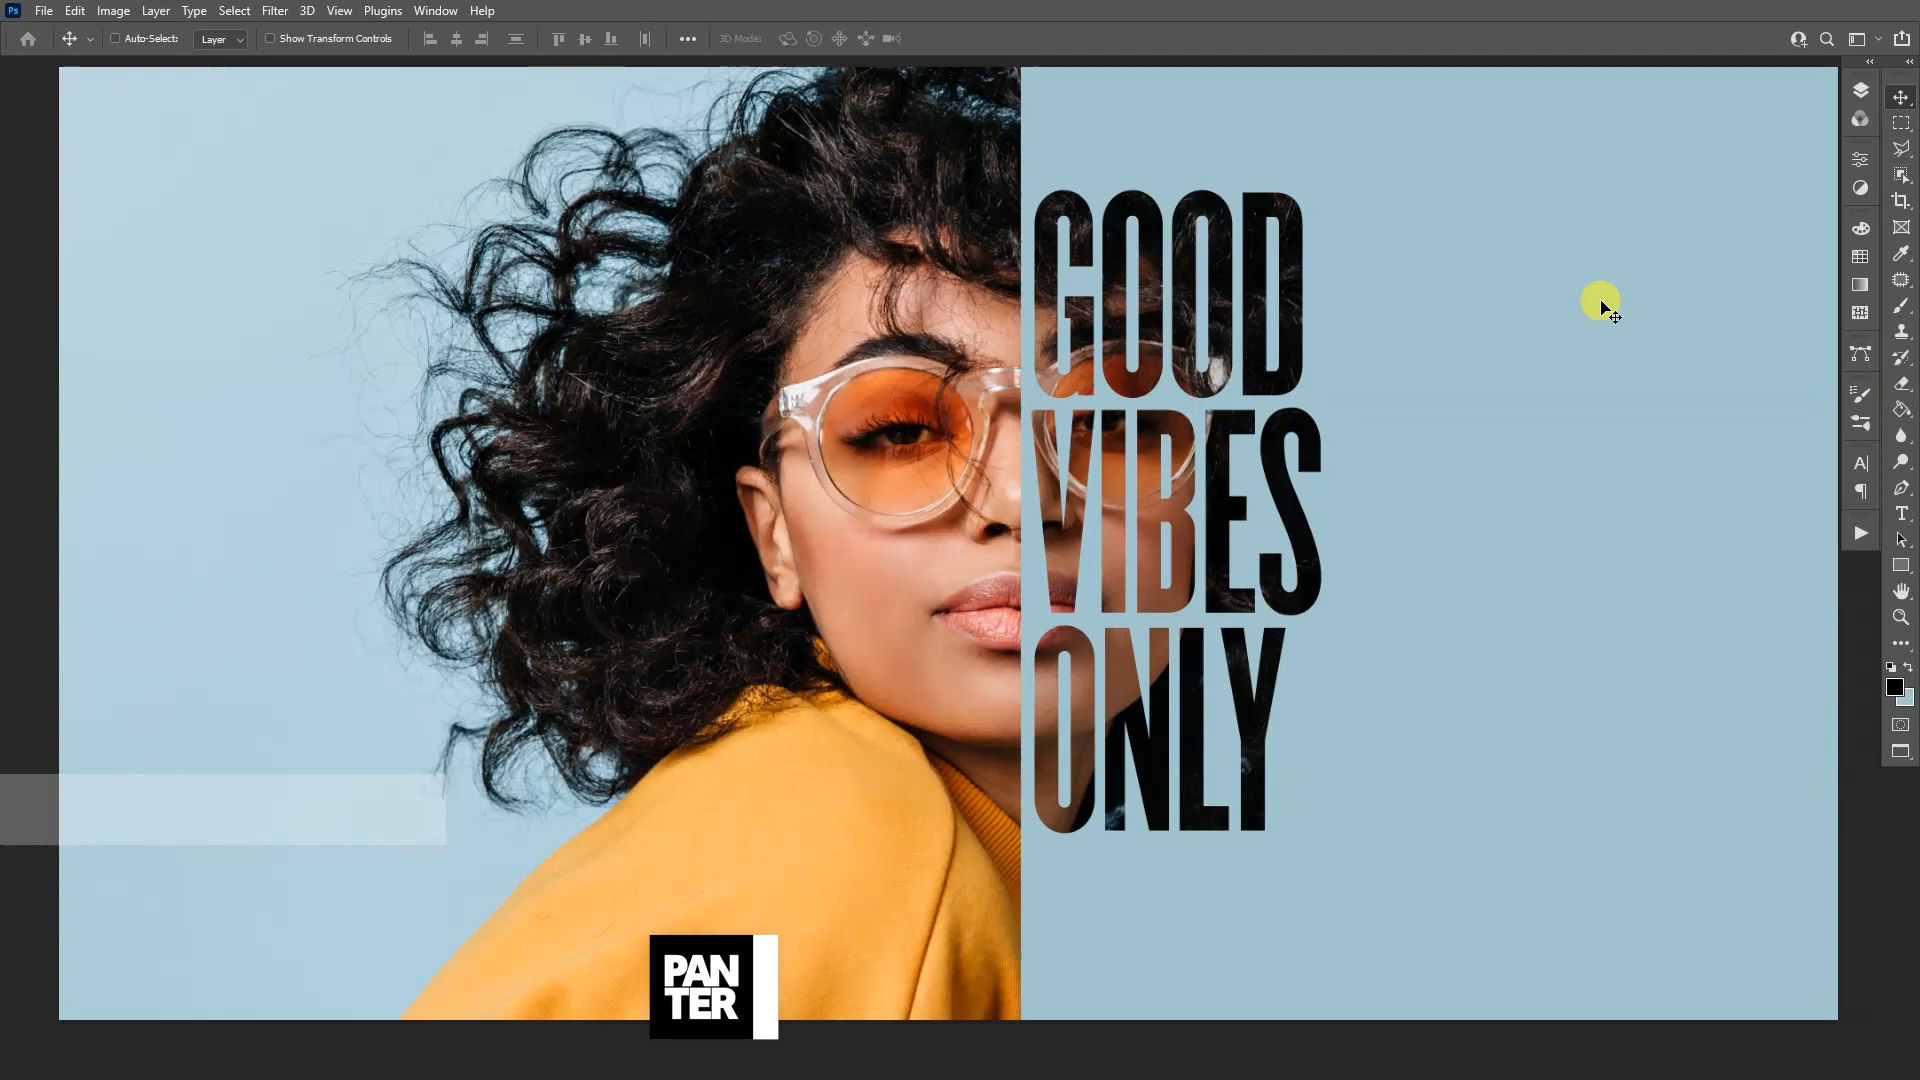 Ps File Edit Image Layer Type Select Filter 3D View Plugins Window Help
Auto-Select: Layer Show Transform Controls 3D Mode:
GOOD
VIBES
ONLY
PAN
TER